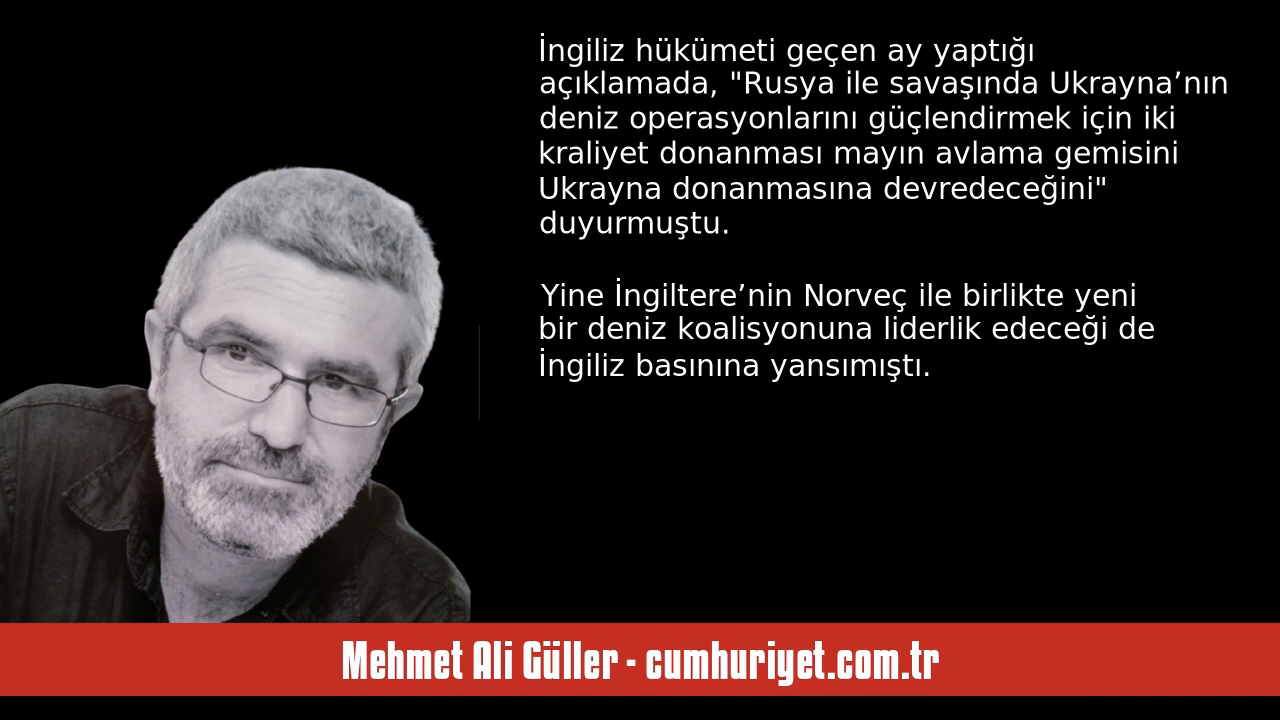 İngiliz hükümeti geçen ay yaptığı
açıklamada, "Rusya ile savaşında Ukrayna’nın
deniz operasyonlarını güçlendirmek için iki
kraliyet donanması mayın avlama gemisini
Ukrayna donanmasına devredeceğini"
duyurmuştu.
Yine İngiltere’nin Norveç ile birlikte yeni
bir deniz koalisyonuna liderlik edeceği de
İngiliz basınına yansımıştı.
Mehmet Ali Güller - cumhuriyet.com.tr